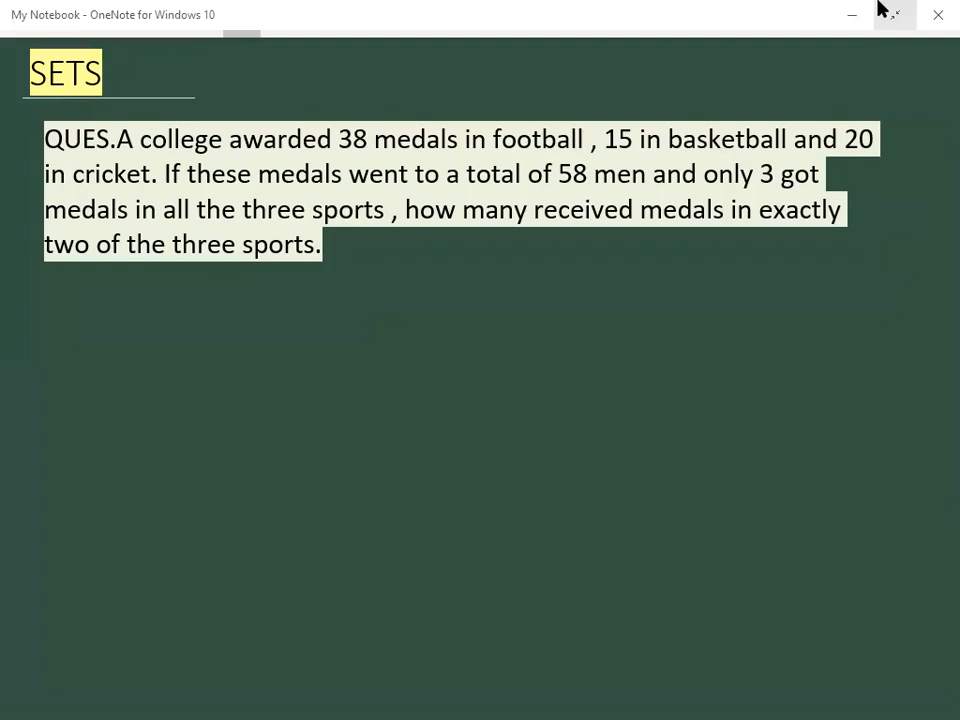 My Notebook - OneNote for Windows 10
SETS
QUES.A college awarded 38 medals in football , 15 in basketball and 20
in cricket. If these medals went to a total of 58 men and only 3 got
medals in all the three sports , how many received medals in exactly
two of the three sports.